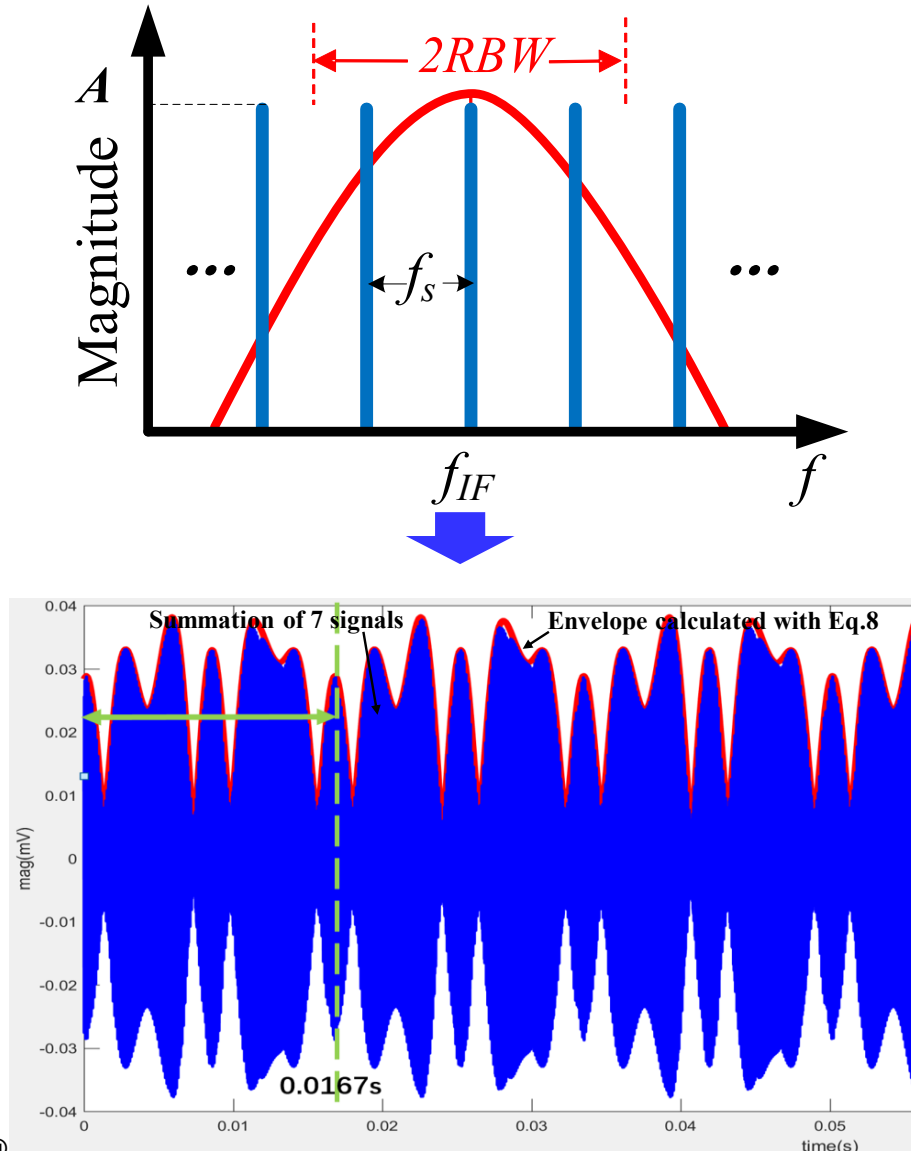 2RBW
A
Magnitude
... ...
fs
fIF
f
0.04
Summation of 7 signals
Envelope calculated with Eq.8
0.03
0.02
0.01
mag(mV)
0
-0.01
-0.02
-0.03
0.0167s
-0.04
0 0.01 0.02 0.03 0.04 0.05
time(s)